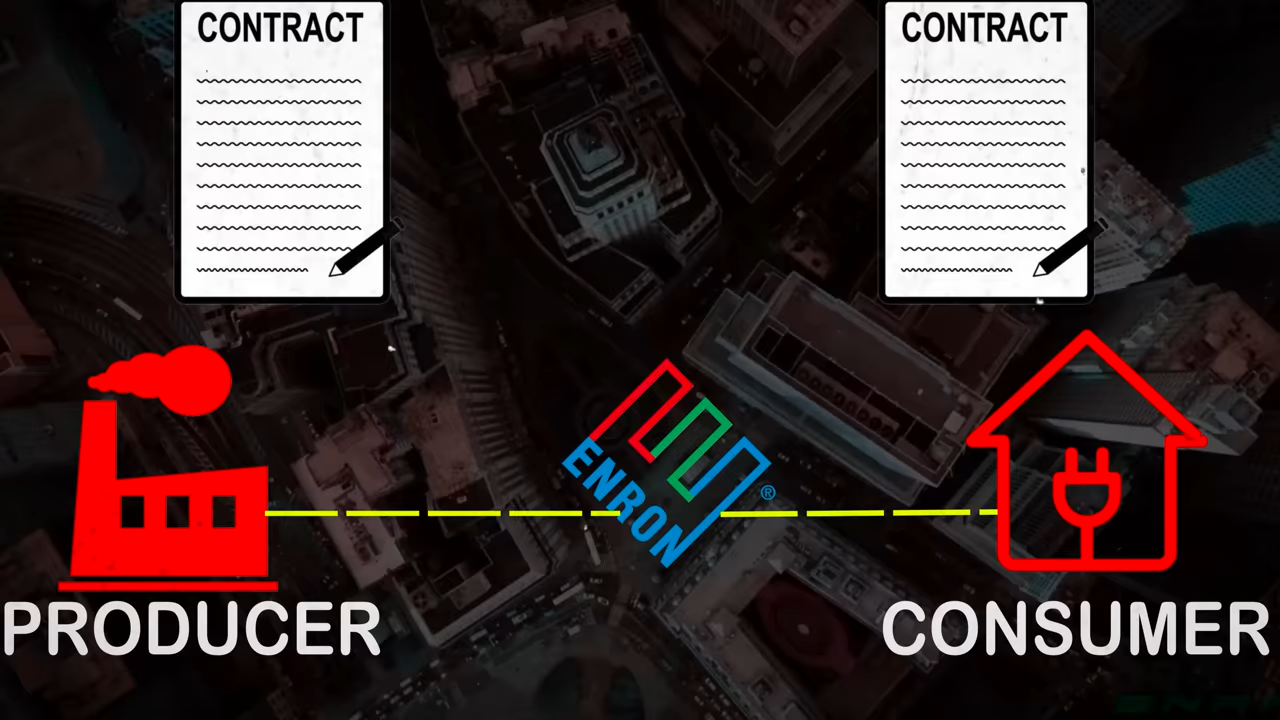 CONTRACT
CONTRACT
ENRON
®
PRODUCER
CONSUMER